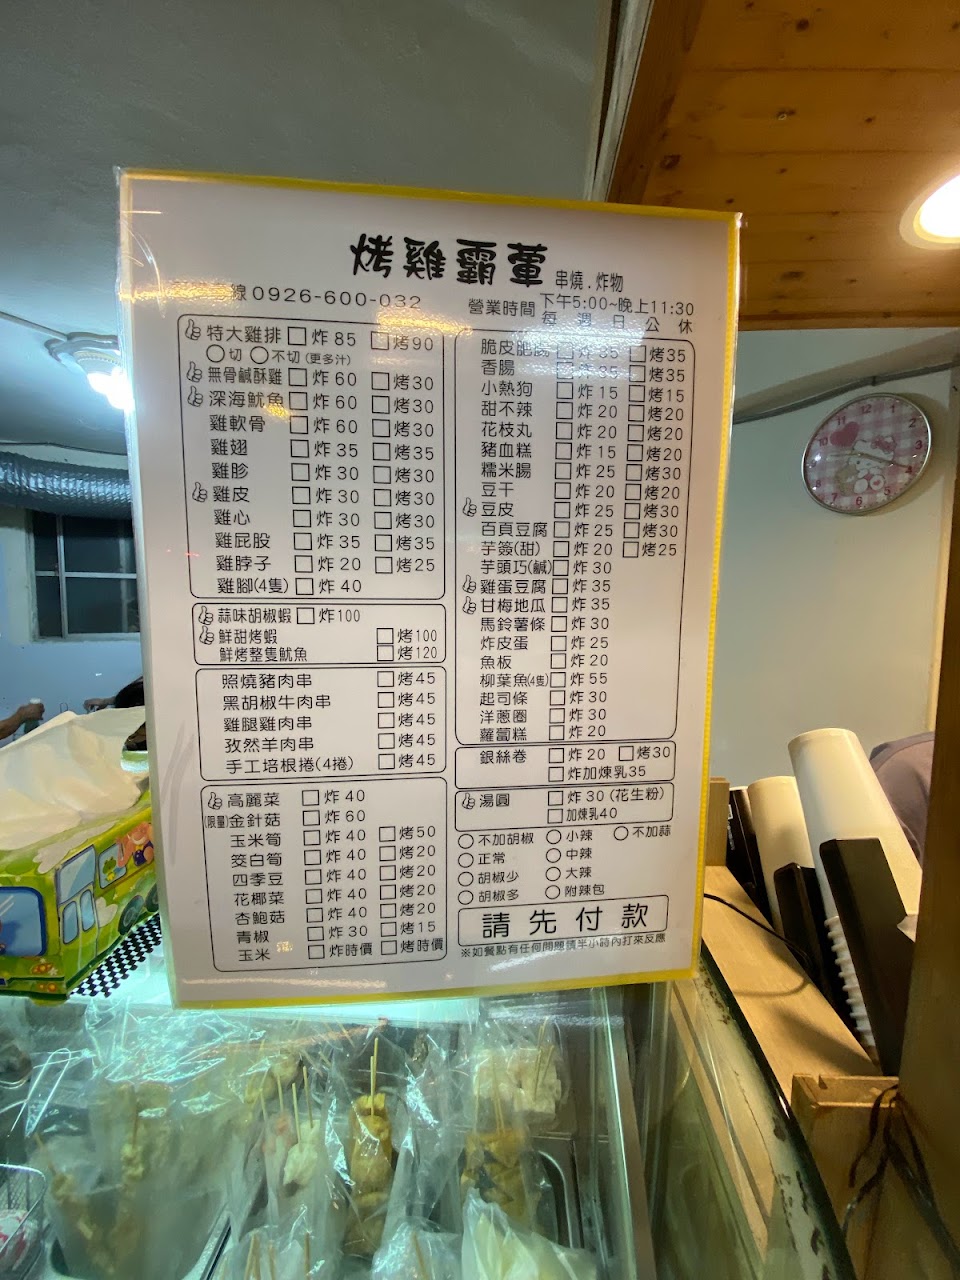 烤雞霸葷 串燒.炸物
線0926-600-032
營業時間 下午5:00~晚上11:30
每週日公休
特大雞排 □炸85 □烤90
○切 ○不切(更多汁)
無骨鹹酥雞 □炸60 □烤30
深海魷魚 □炸60 □烤30
雞軟骨 □炸60 □烤30
雞翅 □炸35 □烤35
雞胗 □炸30 □烤30
雞皮 □炸30 □烤30
雞心 □炸30 □烤30
雞屁股 □炸35 □烤35
雞脖子 □炸20 □烤25
雞腳(4隻) □炸40
蒜味胡椒蝦 □炸100
鮮甜烤蝦 □烤100
鮮烤整隻魷魚 □烤120
照燒豬肉串 □烤45
黑胡椒牛肉串 □烤45
雞腿雞肉串 □烤45
孜然羊肉串 □烤45
手工培根捲(4捲) □烤45
高麗菜 □炸40
(限量)金針菇 □炸60
玉米筍 □炸40 □烤50
筊白筍 □炸40 □烤20
四季豆 □炸40 □烤20
花椰菜 □炸40 □烤20
杏鮑菇 □炸40 □烤20
青椒 □炸30 □烤15
玉米 □炸時價 □烤時價
脆皮肥腸 □炸35 □烤35
香腸 □炸35 □烤35
小熱狗 □炸15 □烤15
甜不辣 □炸20 □烤20
花枝丸 □炸20 □烤20
豬血糕 □炸15 □烤20
糯米腸 □炸25 □烤30
豆干 □炸20 □烤20
豆皮 □炸25 □烤30
百頁豆腐 □炸25 □烤30
芋簽(甜) □炸20 □烤25
芋頭巧(鹹) □炸30
雞蛋豆腐 □炸35
甘梅地瓜 □炸35
馬鈴薯條 □炸30
炸皮蛋 □炸25
魚板 □炸20
柳葉魚(4隻) □炸55
起司條 □炸30
洋蔥圈 □炸30
蘿蔔糕 □炸20
銀絲卷 □炸20 □烤30
□炸加煉乳35
湯圓 □炸30(花生粉)
□加煉乳40
○不加胡椒 ○小辣 ○不加蒜
○正常 ○中辣
○胡椒少 ○大辣
○胡椒多 ○附辣包
請先付款
※如餐點有任何問題請半小時內打來反應